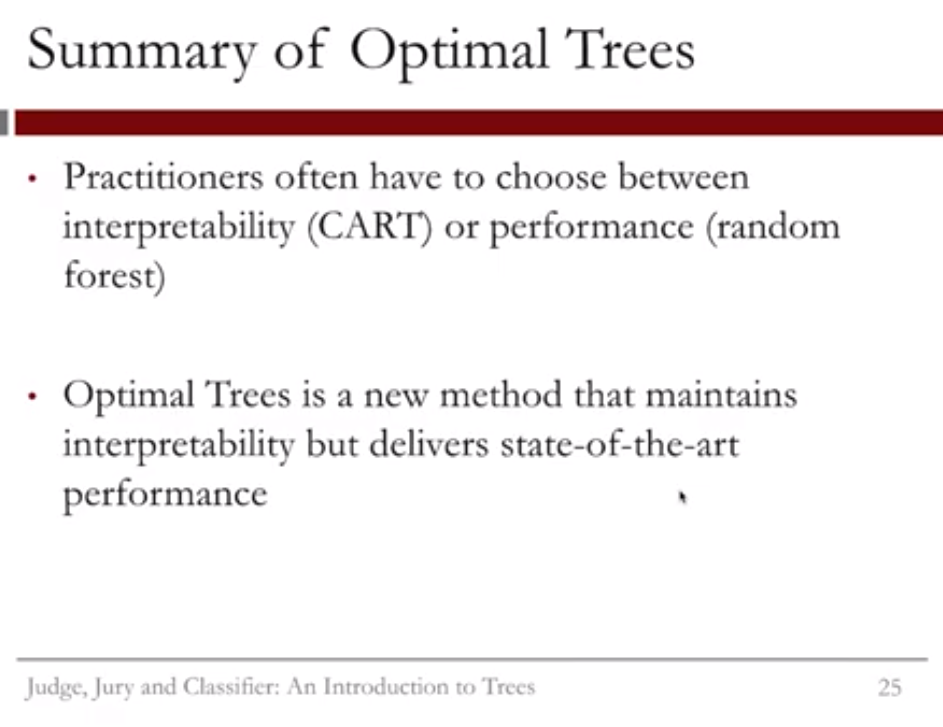 Summary of Optimal Trees
• Practitioners often have to choose between
interpretability (CART) or performance (random
forest)
• Optimal Trees is a new method that maintains
interpretability but delivers state-of-the-art
performance
Judge, Jury and Classifier: An Introduction to Trees
25